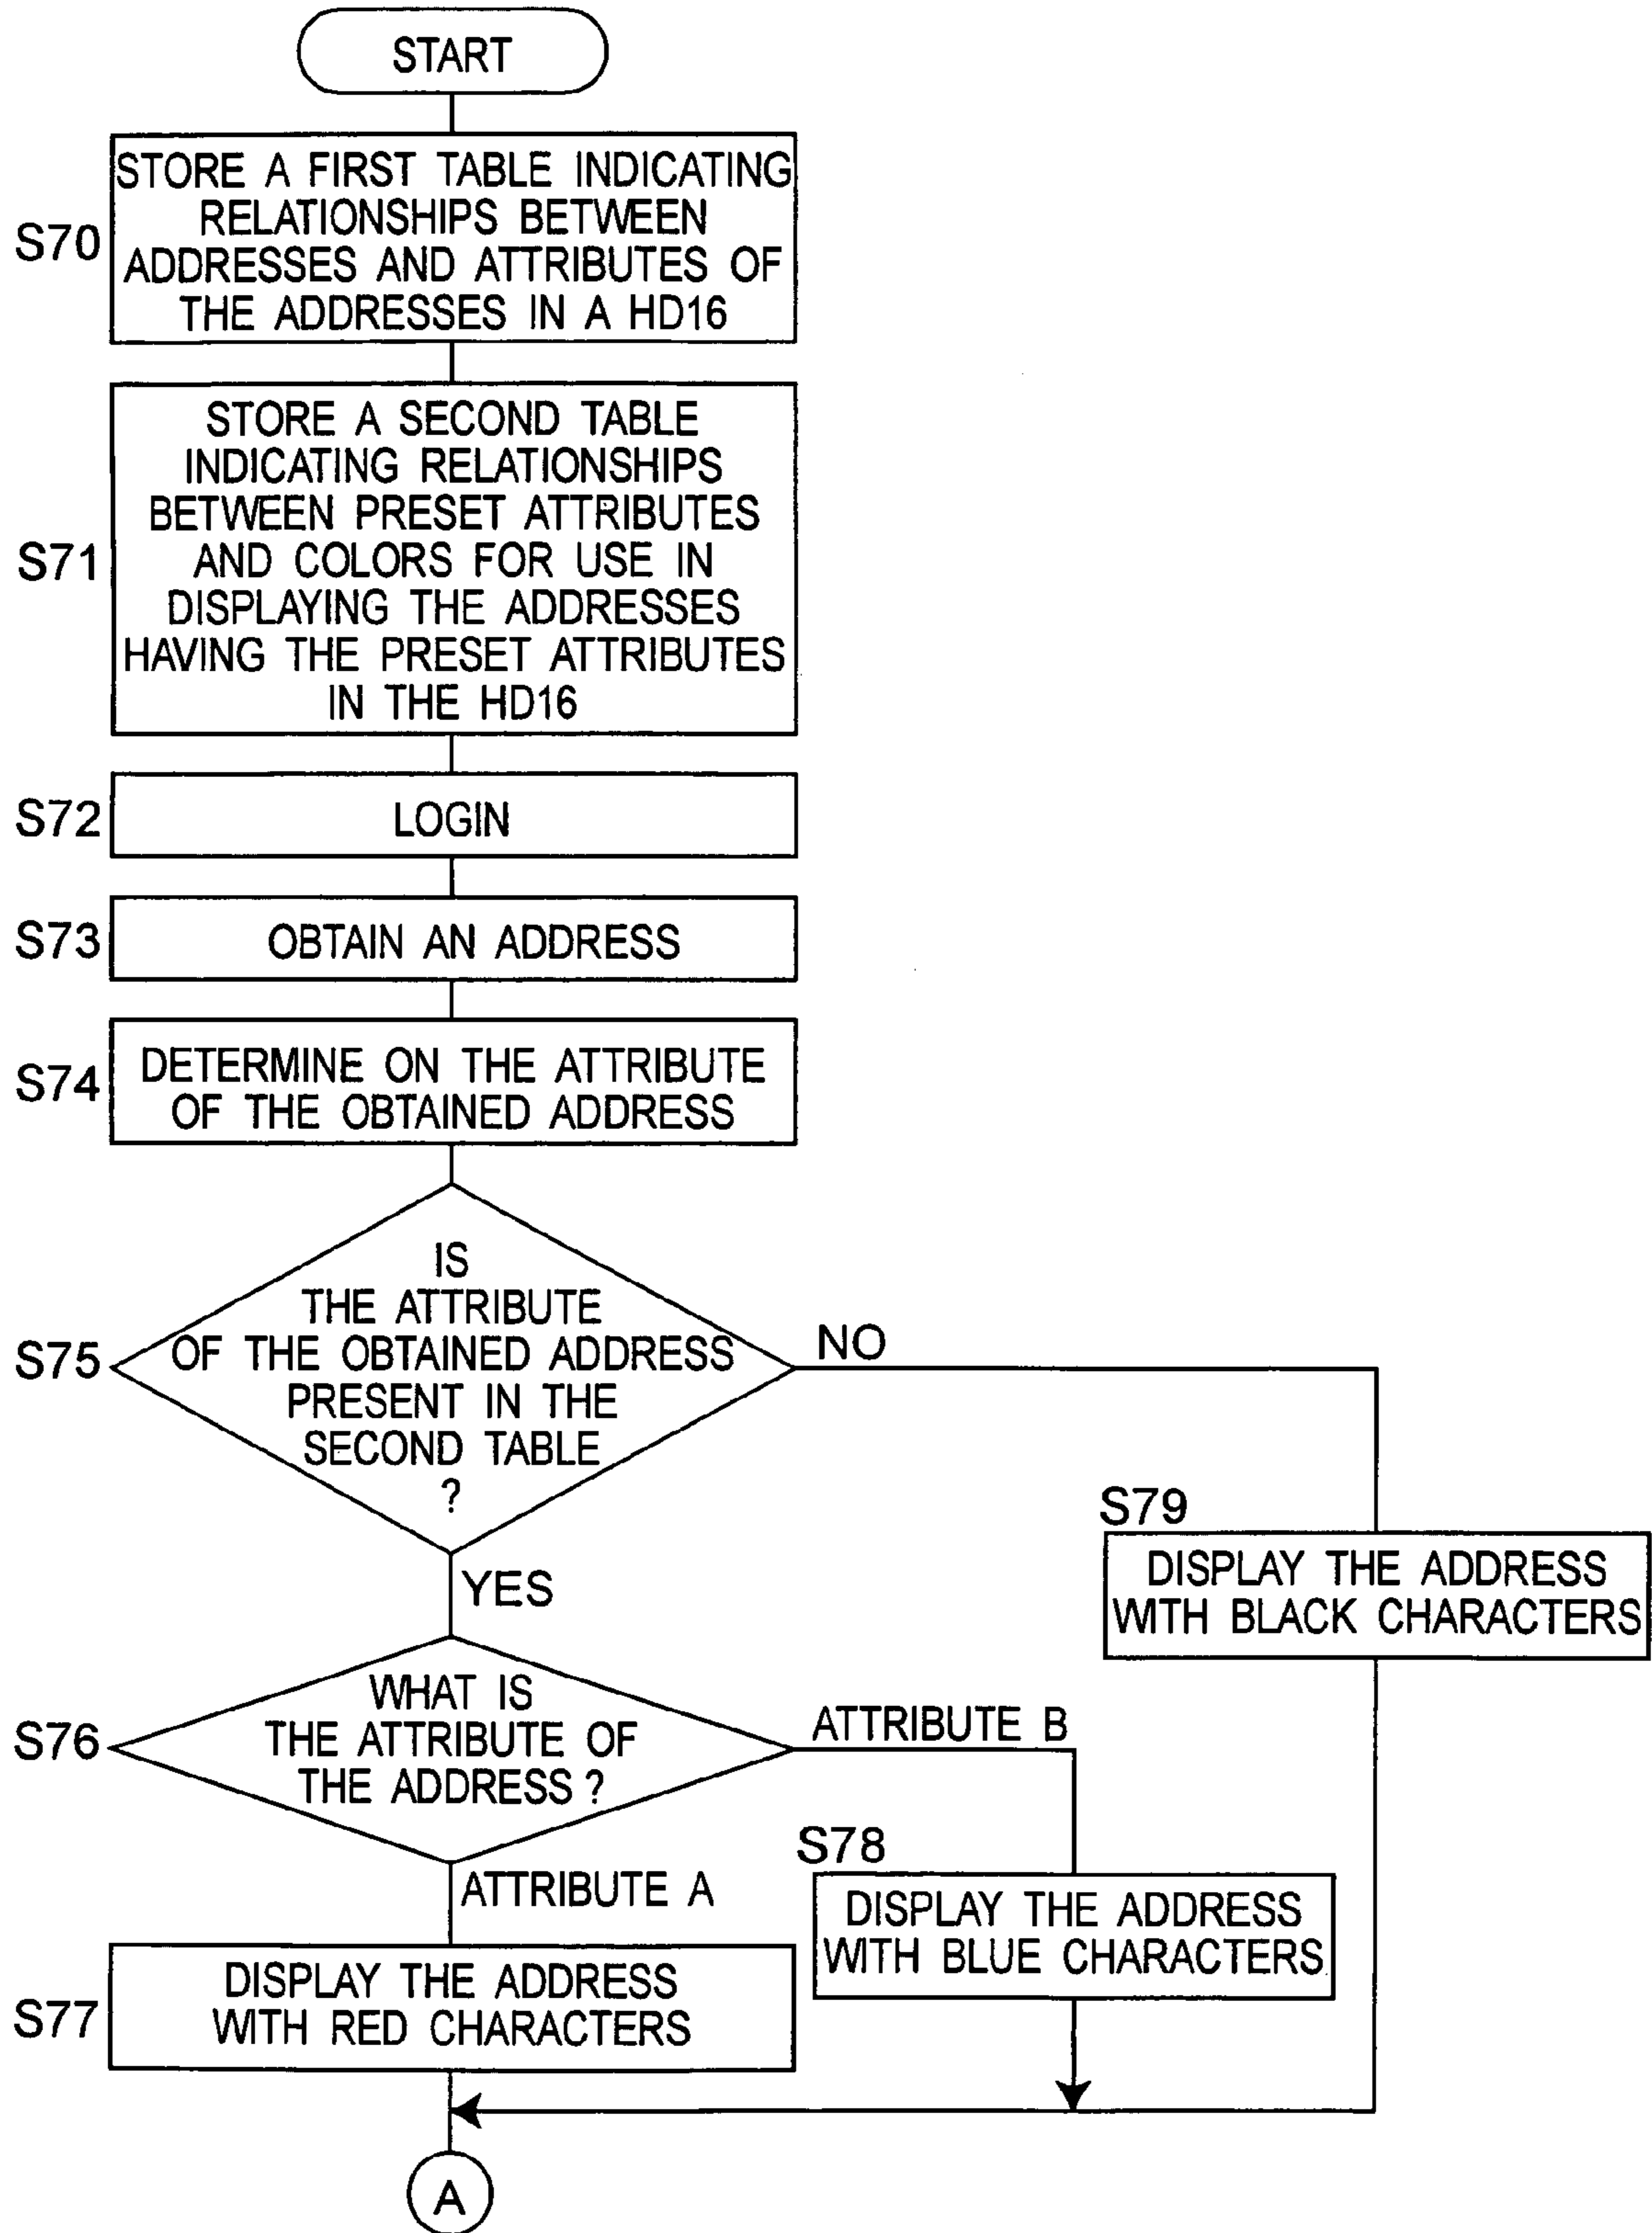 START
S70
STORE A FIRST TABLE INDICATING
RELATIONSHIPS BETWEEN
ADDRESSES AND ATTRIBUTES OF
THE ADDRESSES IN A HD16
S71
STORE A SECOND TABLE
INDICATING RELATIONSHIPS
BETWEEN PRESET ATTRIBUTES
AND COLORS FOR USE IN
DISPLAYING THE ADDRESSES
HAVING THE PRESET ATTRIBUTES
IN THE HD16
S72
LOGIN
S73
OBTAIN AN ADDRESS
S74
DETERMINE ON THE ATTRIBUTE
OF THE OBTAINED ADDRESS
S75
IS
THE ATTRIBUTE
OF THE OBTAINED ADDRESS
PRESENT IN THE
SECOND TABLE
?
NO
YES
S79
DISPLAY THE ADDRESS
WITH BLACK CHARACTERS
S76
WHAT IS
THE ATTRIBUTE OF
THE ADDRESS ?
ATTRIBUTE B
ATTRIBUTE A
S78
DISPLAY THE ADDRESS
WITH BLUE CHARACTERS
S77
DISPLAY THE ADDRESS
WITH RED CHARACTERS
A